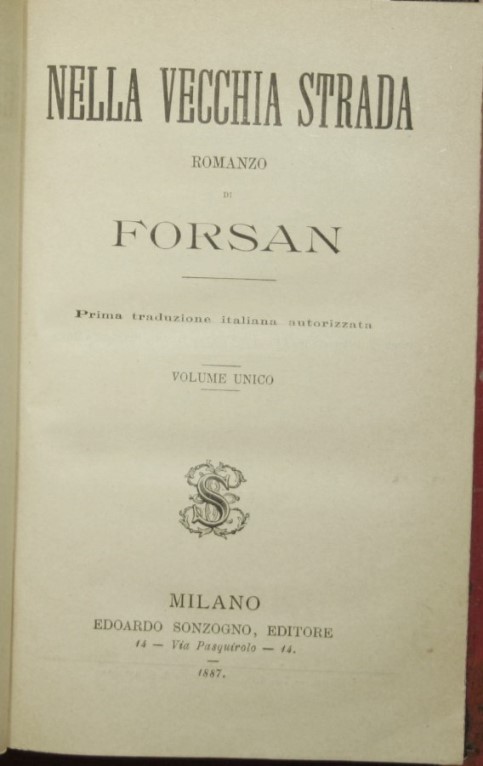 NELLA VECCHIA STRADA
ROMANZO
DI
FORSAN
Prima traduzione italiana autorizzata
VOLUME UNICO
MILANO
EDOARDO SONZOGNO, EDITORE
14 — Via Pasquirolo — 14.
1887.